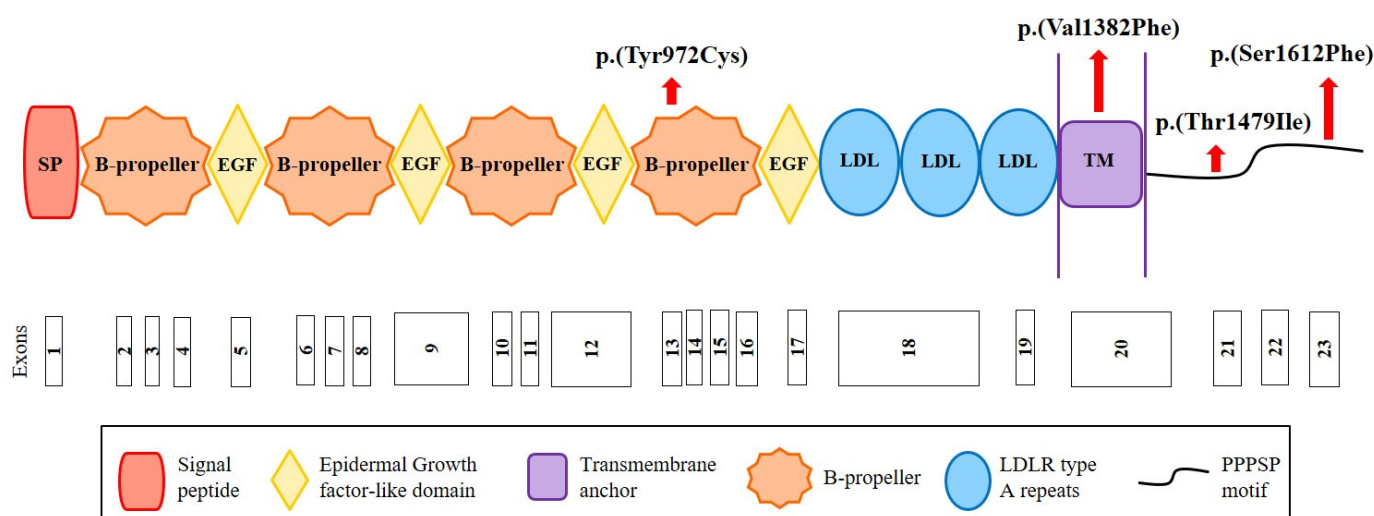 p.(Val1382Phe)
p.(Tyr972Cys)
p.(Ser1612Phe)
p.(Thr1479Ile)
SP
B-propeller
EGF
B-propeller
EGF
B-propeller
EGF
B-propeller
EGF
LDL
LDL
LDL
TM
Exons
1
2
3
4
5
6
7
8
9
10
11
12
13
14
15
16
17
18
19
20
21
22
23
Signal
peptide
Epidermal Growth
factor-like domain
Transmembrane
anchor
B-propeller
LDLR type
A repeats
PPPSP
motif